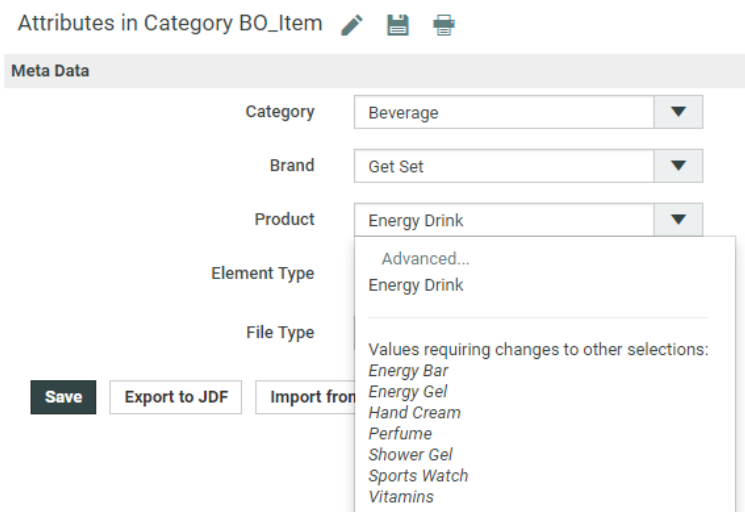 Attributes in Category BO_Item
Meta Data
Category
Beverage
Brand
Get Set
Product
Energy Drink
Element Type
File Type
Advanced...
Energy Drink
Values requiring changes to other selections:
Energy Bar
Energy Gel
Hand Cream
Perfume
Shower Gel
Sports Watch
Vitamins
Save
Export to JDF
Import from